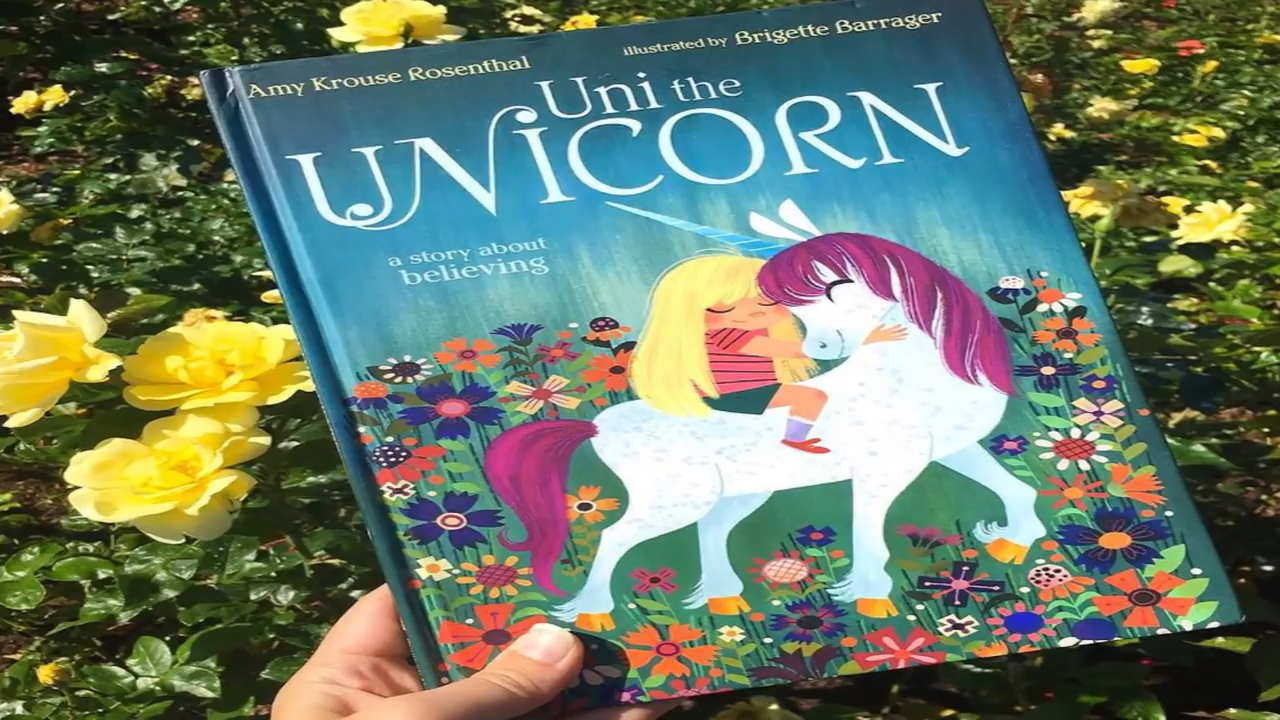 Amy Krouse Rosenthal
illustrated by Brigette Barrager
Uni the
UNICORN
a story about
believing